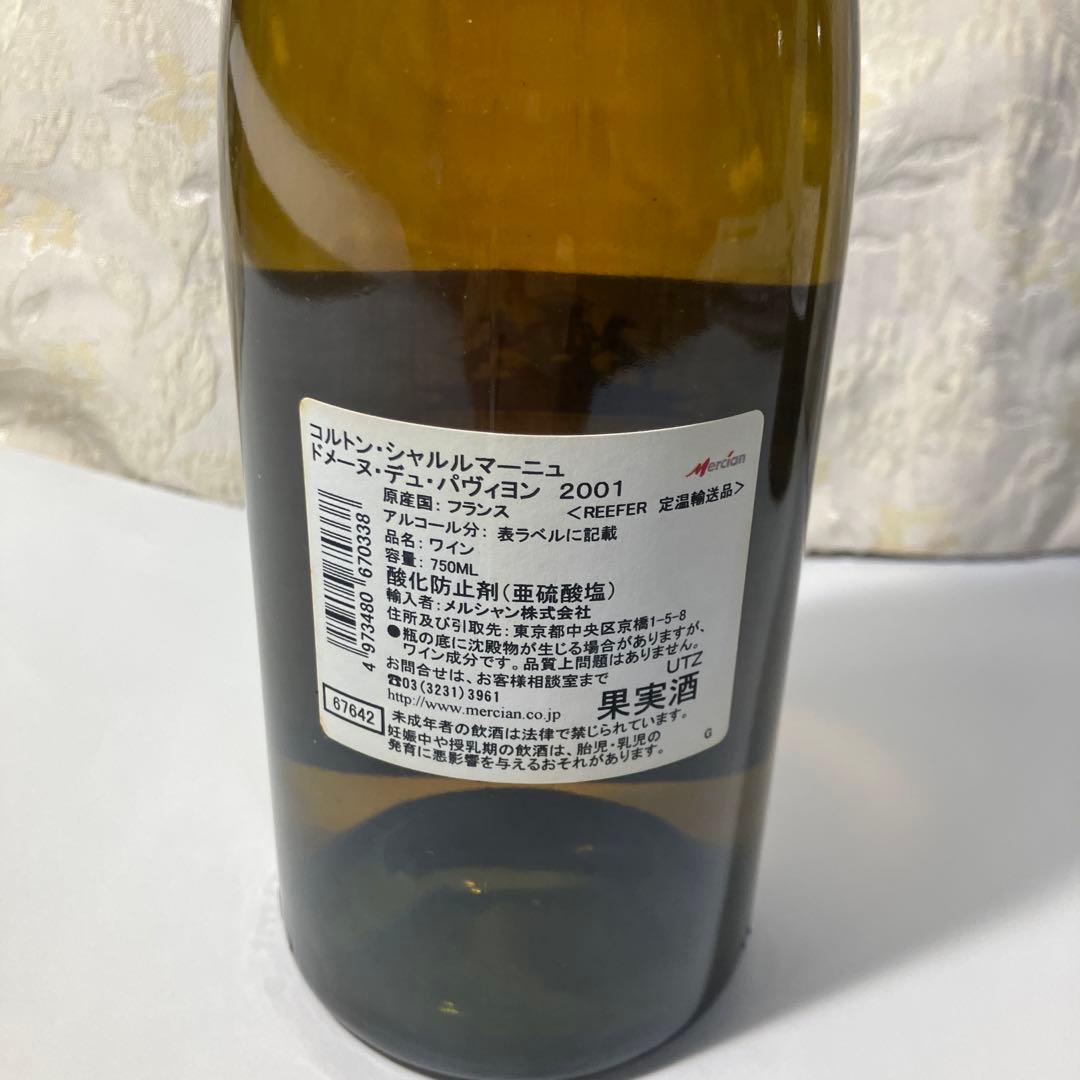 コルトン・シャルルマーニュ
ドメーヌ・デュ・パヴィヨン 2001
Mercian
原産国: フランス <REEFER 定温輸送品>
アルコール分: 表ラベルに記載
品名: ワイン
容量: 750ML
酸化防止剤(亜硫酸塩)
輸入者: メルシャン株式会社
住所及び引取先: 東京都中央区京橋1-5-8
●瓶の底に沈殿物が生じる場合がありますが、
ワイン成分です。品質上問題はありません。
UTZ
お問合せは、お客様相談室まで
☎03(3231)3961
http://www.mercian.co.jp
果実酒
4 973480 670338
67642
未成年者の飲酒は法律で禁じられています。
妊娠中や授乳期の飲酒は、胎児・乳児の
発育に悪影響を与えるおそれがあります。
G